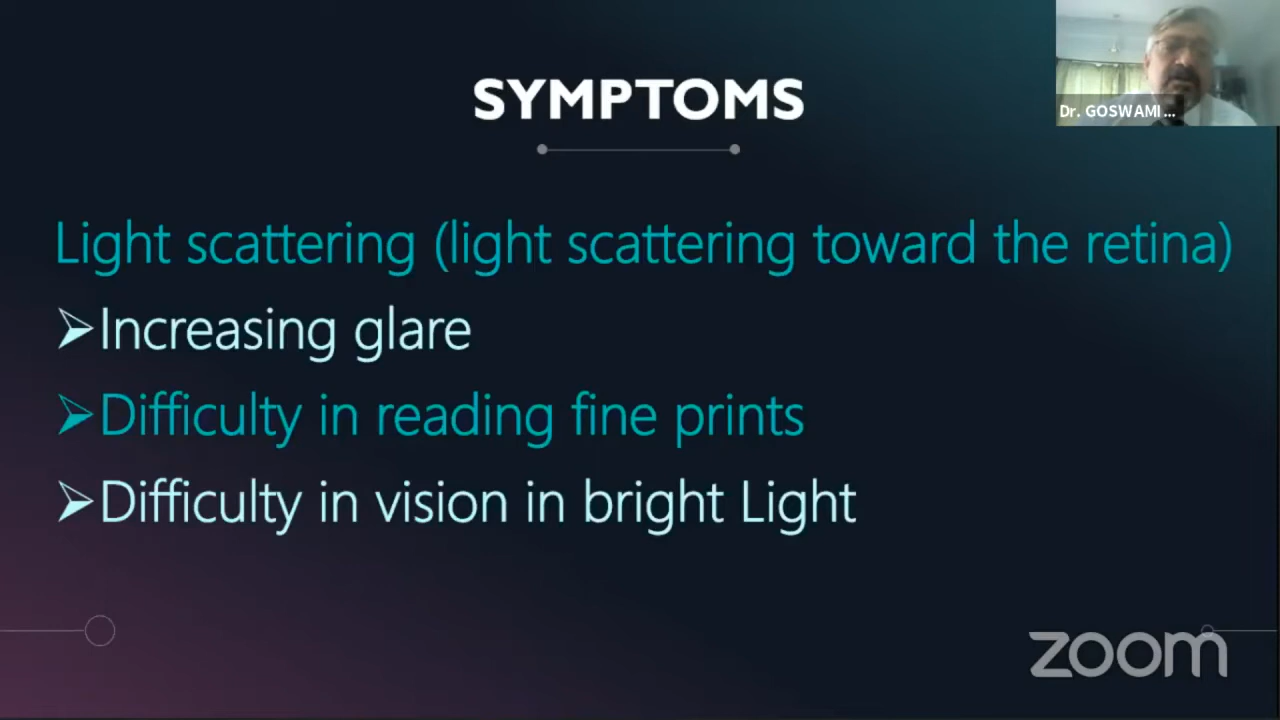 SYMPTOMS
Dr. GOSWAMI ...
Light scattering (light scattering toward the retina)
➢Increasing glare
➢Difficulty in reading fine prints
➢Difficulty in vision in bright Light
zoom